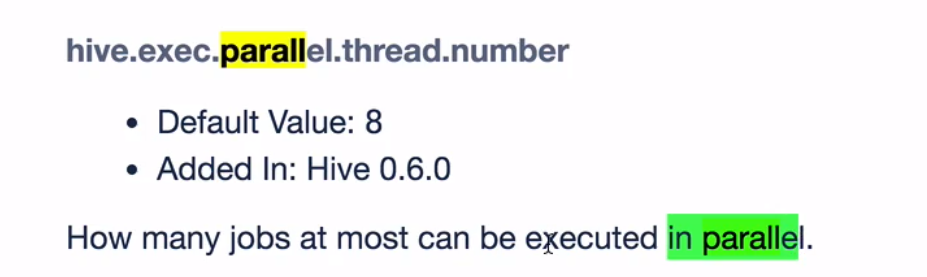 hive.exec.parallel.thread.number
• Default Value: 8
• Added In: Hive 0.6.0
How many jobs at most can be executed in parallel.